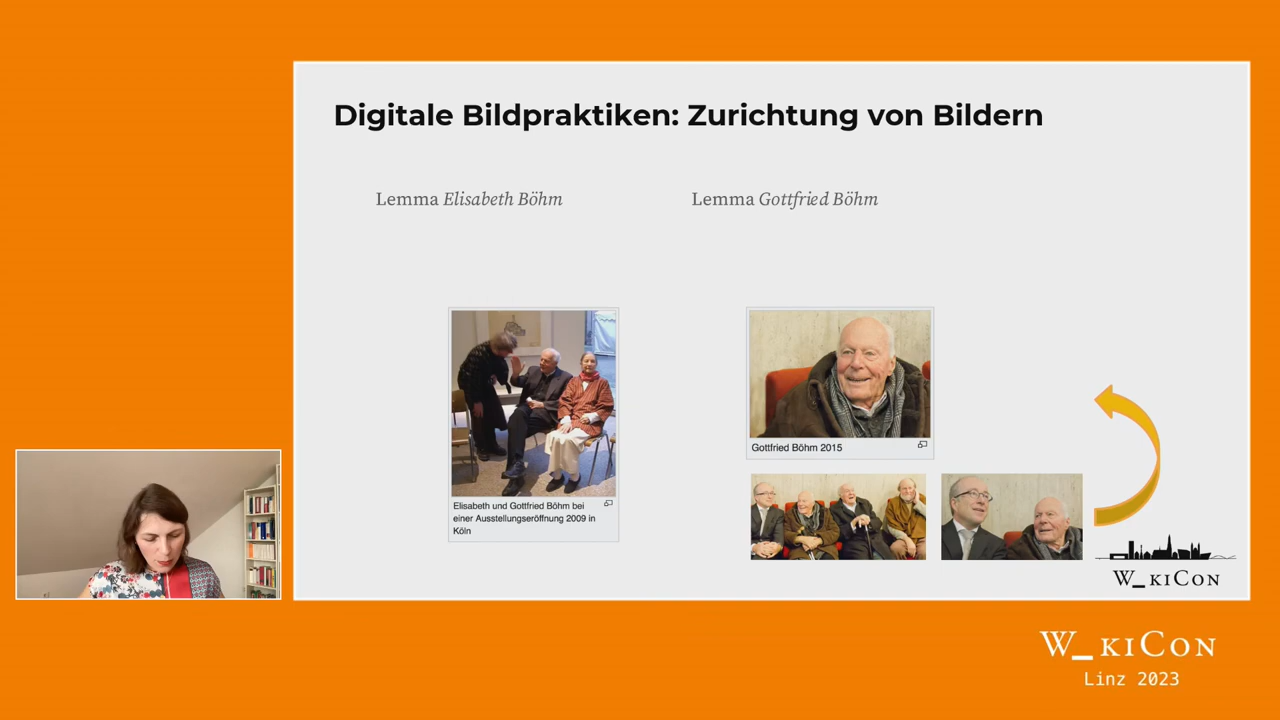 Digitale Bildpraktiken: Zurichtung von Bildern
Lemma Elisabeth Böhm
Lemma Gottfried Böhm
Elisabeth und Gottfried Böhm bei
einer Ausstellungseröffnung 2009 in
Köln
Gottfried Böhm 2015
W_KICON
W_KICON
Linz 2023